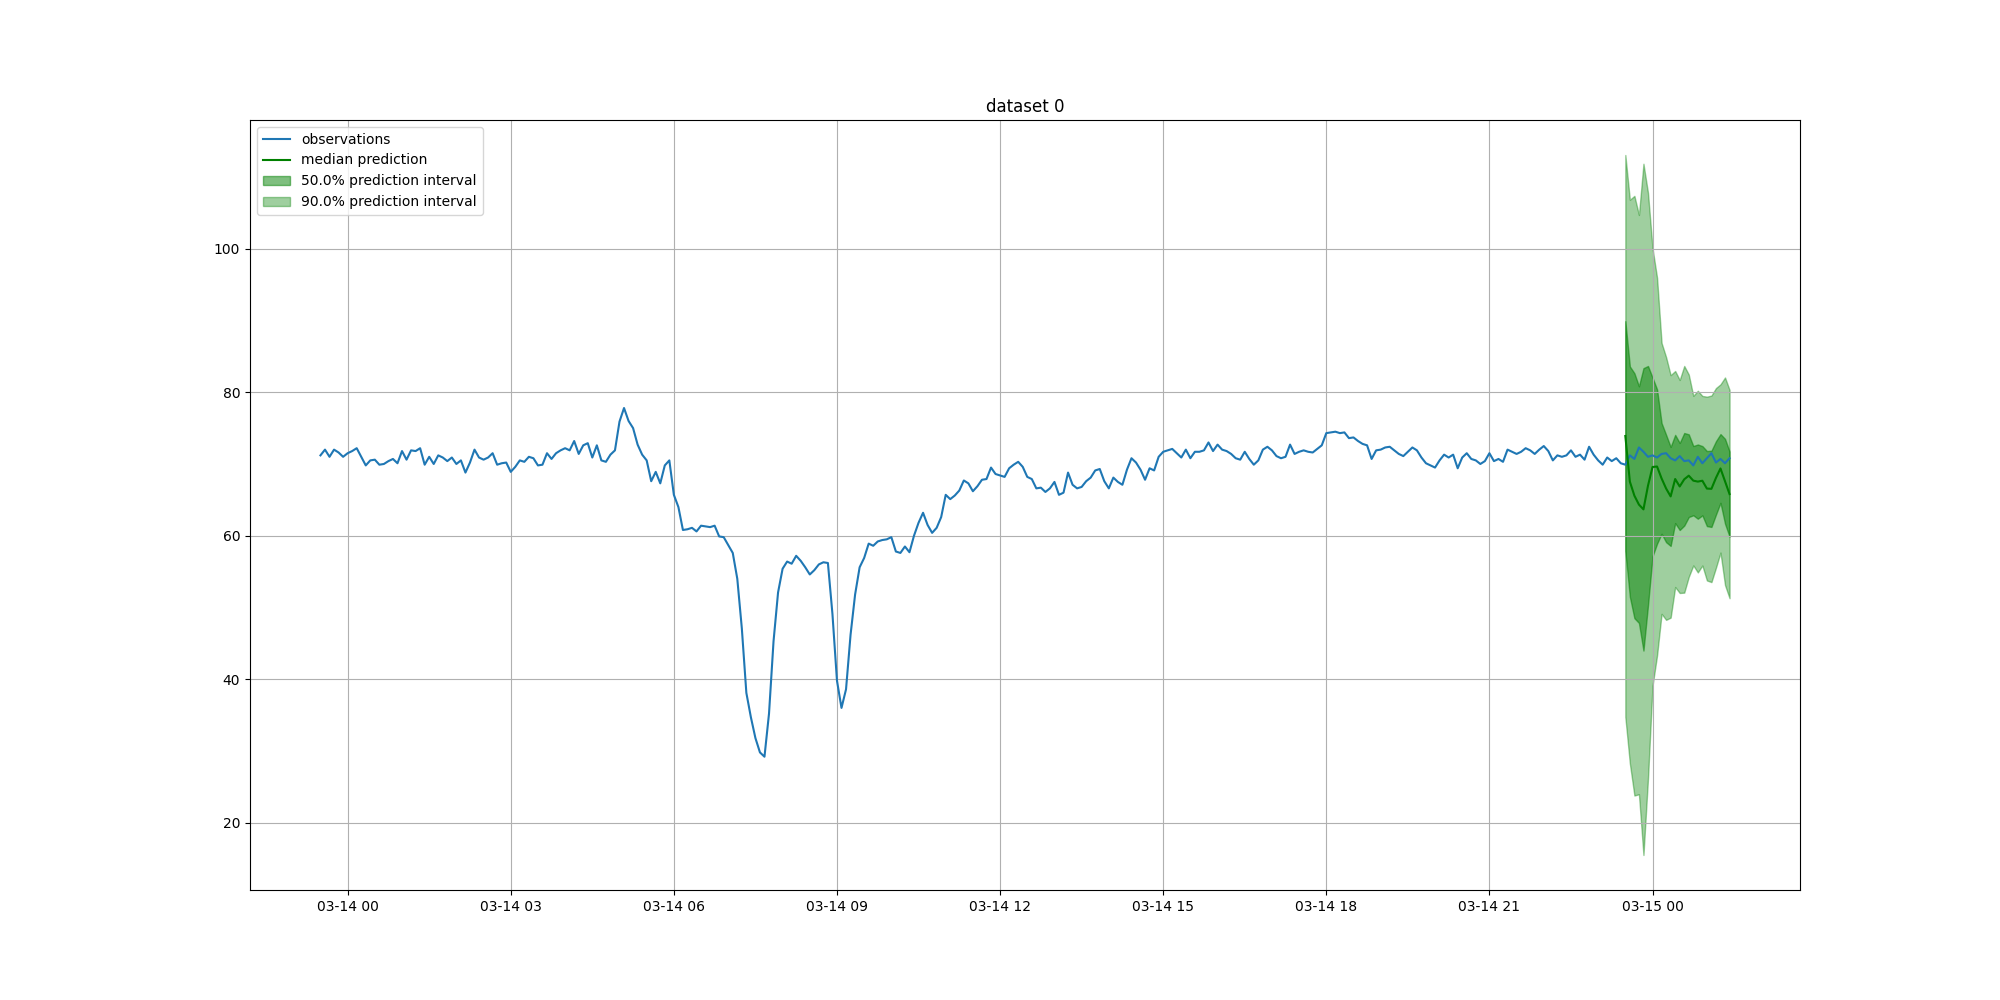 dataset 0
observations
median prediction
50.0% prediction interval
90.0% prediction interval
100
80
60
40
20
03-14 00
03-14 03
03-14 06
03-14 09
03-14 12
03-14 15
03-14 18
03-14 21
03-15 00